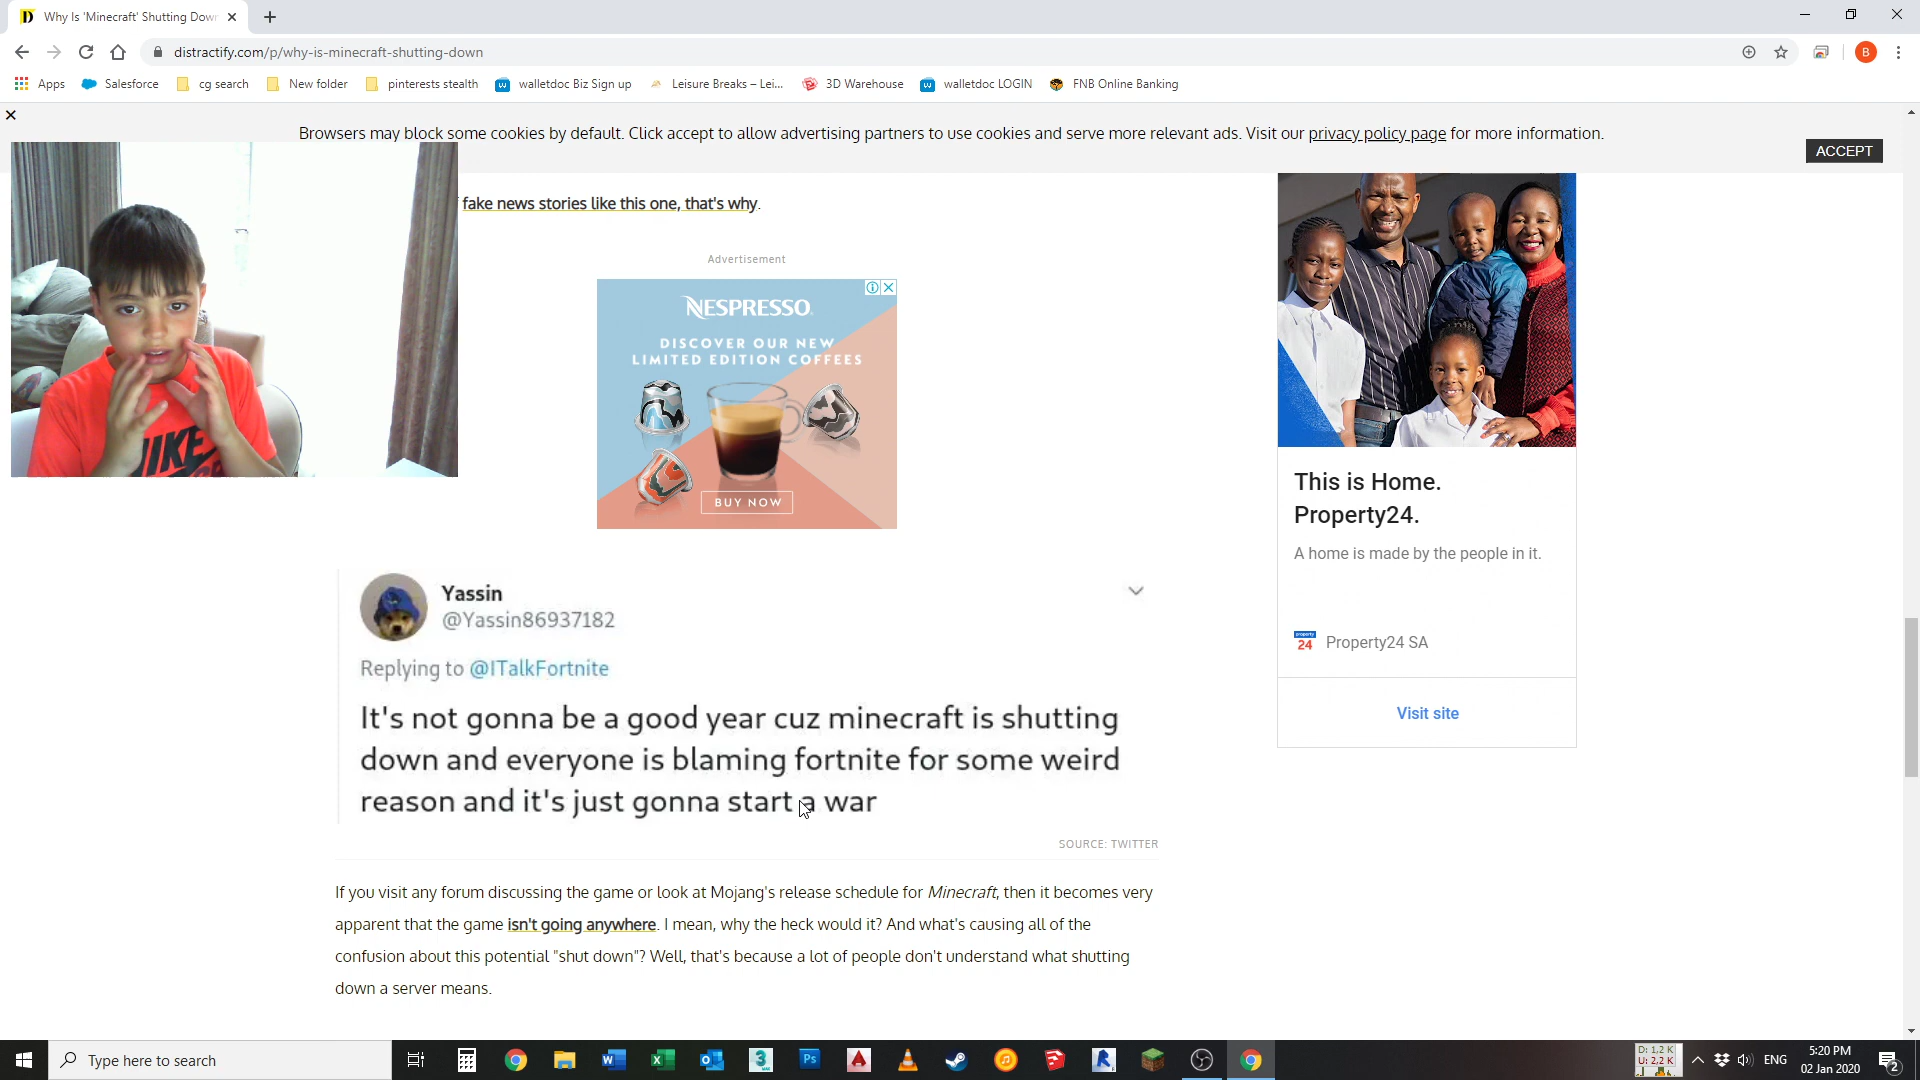 D Why Is 'Minecraft' Shutting Down
distractify.com/p/why-is-minecraft-shutting-down
B
Apps Salesforce cg search New folder pinterests stealth walletdoc Biz Sign up Leisure Breaks – Lei... 3D Warehouse walletdoc LOGIN FNB Online Banking
Browsers may block some cookies by default. Click accept to allow advertising partners to use cookies and serve more relevant ads. Visit our privacy policy page for more information.
ACCEPT
fake news stories like this one, that's why.
Advertisement
NESPRESSO
DISCOVER OUR NEW
LIMITED EDITION COFFEES
BUY NOW
NIKE
This is Home.
Property24.
A home is made by the people in it.
property
24
Property24 SA
Visit site
Yassin
@Yassin86937182
Replying to @ITalkFortnite
It's not gonna be a good year cuz minecraft is shutting
down and everyone is blaming fortnite for some weird
reason and it's just gonna start a war
SOURCE: TWITTER
If you visit any forum discussing the game or look at Mojang's release schedule for Minecraft, then it becomes very
apparent that the game isn't going anywhere. I mean, why the heck would it? And what's causing all of the
confusion about this potential "shut down"? Well, that's because a lot of people don't understand what shutting
down a server means.
Type here to search
D: 1,2 K
U: 2,2 K
ENG
5:20 PM
02 Jan 2020
2